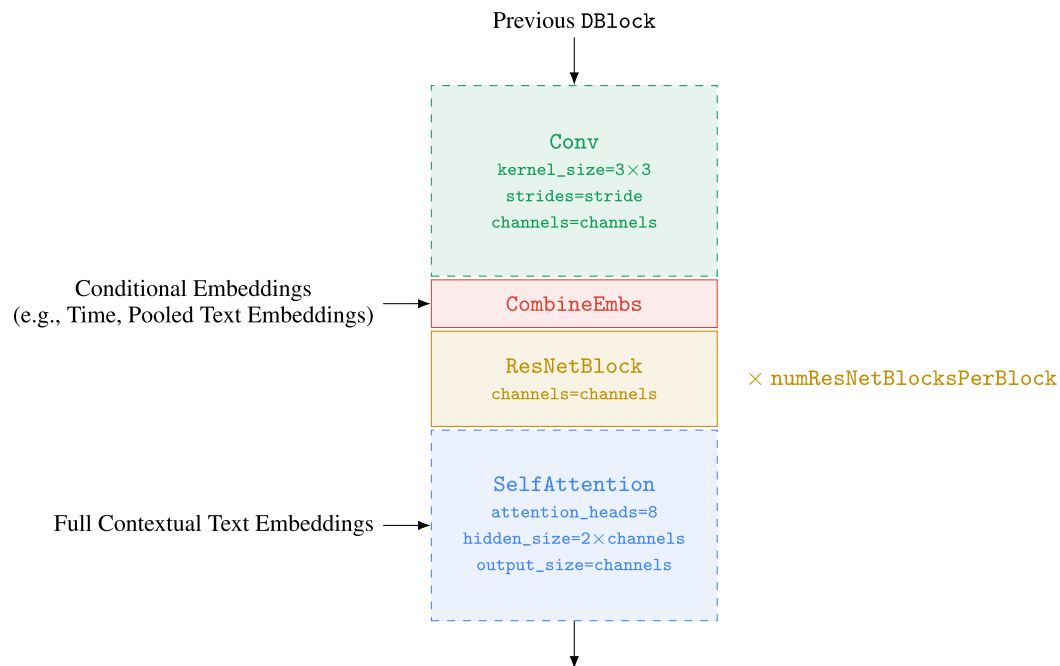 Previous DBlock
Conv
kernel_size=3×3
strides=stride
channels=channels
Conditional Embeddings
(e.g., Time, Pooled Text Embeddings)
CombineEmbs
ResNetBlock
channels=channels
× numResNetBlocksPerBlock
SelfAttention
attention_heads=8
hidden_size=2×channels
output_size=channels
Full Contextual Text Embeddings